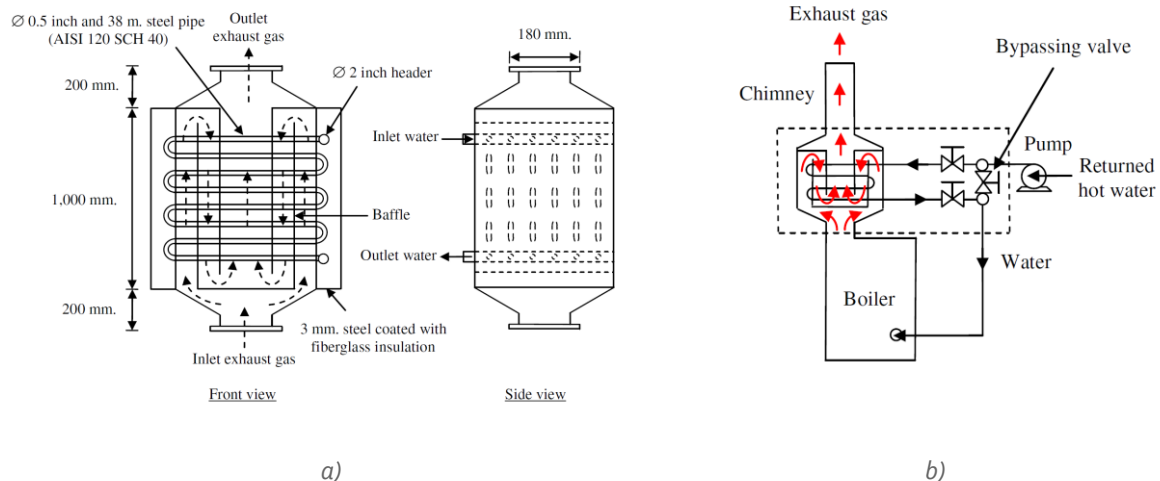 Ø 0.5 inch and 38 m. steel pipe
(AISI 120 SCH 40)
Outlet
exhaust gas
Ø 2 inch header
200 mm.
1,000 mm.
200 mm.
Baffle
3 mm. steel coated with
fiberglass insulation
Inlet exhaust gas
Front view
180 mm.
Inlet water
Outlet water
Side view
a)
Exhaust gas
Bypassing valve
Chimney
Pump
Returned
hot water
Water
Boiler
b)